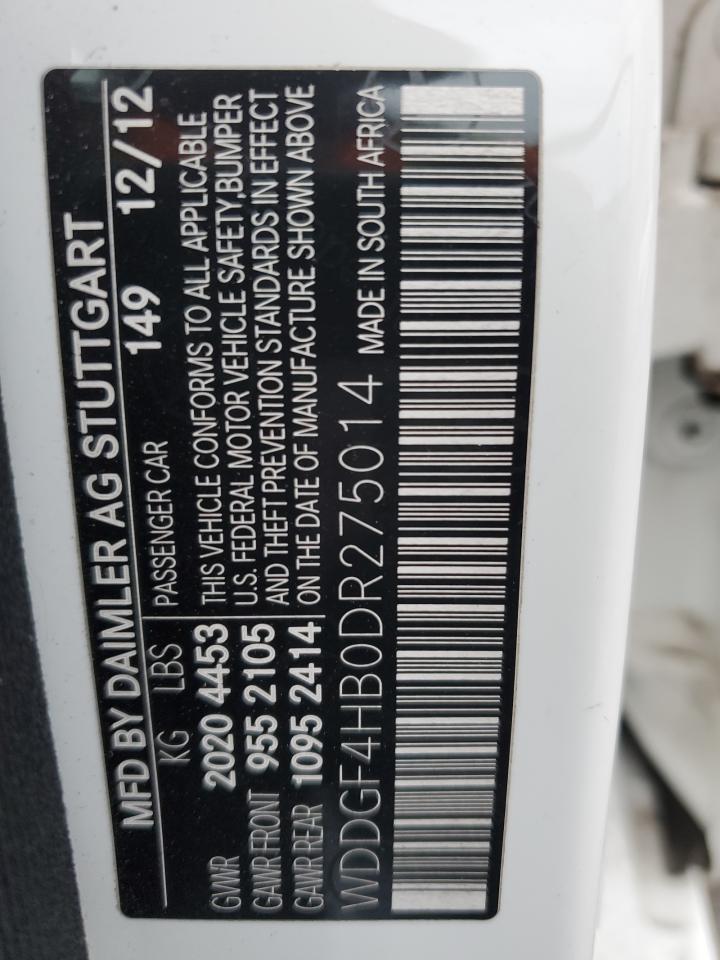 MFD BY DAIMLER AG STUTTGART
149 12/12
KG LBS PASSENGER CAR
GVWR 2020 4453 THIS VEHICLE CONFORMS TO ALL APPLICABLE
GAWR FRONT 955 2105 U.S. FEDERAL MOTOR VEHICLE SAFETY,BUMPER
AND THEFT PREVENTION STANDARDS IN EFFECT
GAWR REAR 1095 2414 ON THE DATE OF MANUFACTURE SHOWN ABOVE
WDDGF4HB0DR275014 MADE IN SOUTH AFRICA